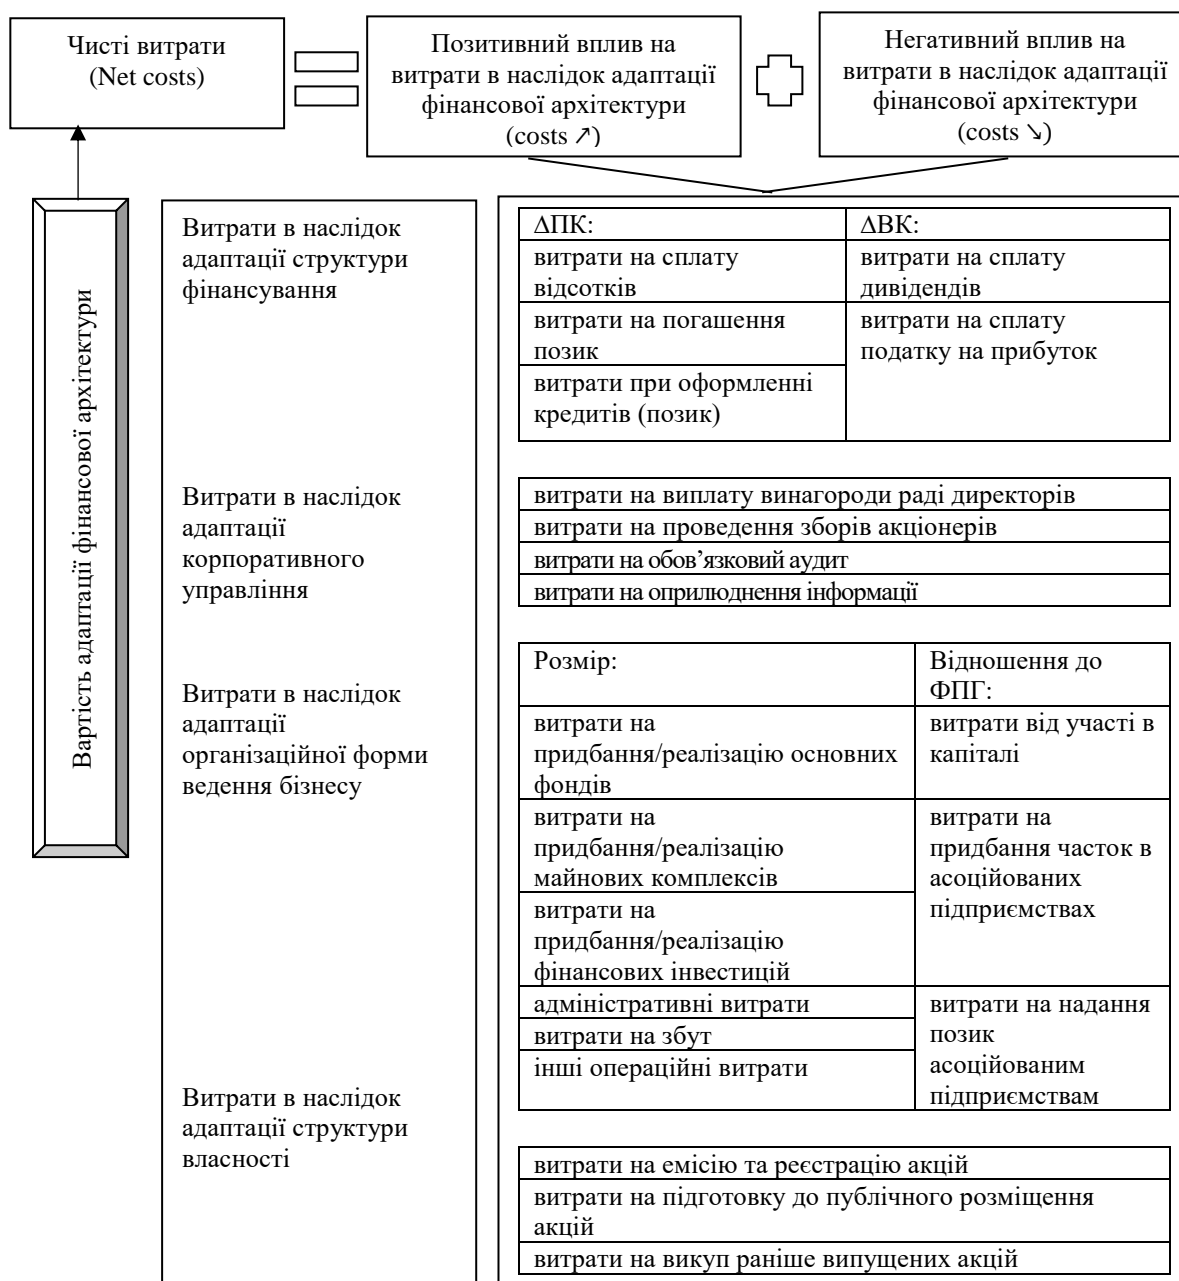 Чисті витрати
(Net costs)
Позитивний вплив на
витрати в наслідок адаптації
фінансової архітектури
(costs ↗)
Негативний вплив на
витрати в наслідок адаптації
фінансової архітектури
(costs ↘)
Вартість адаптації фінансової архітектури
Витрати в наслідок
адаптації структури
фінансування
ΔПК:
витрати на сплату
відсотків
витрати на погашення
позик
витрати при оформленні
кредитів (позик)
ΔВК:
витрати на сплату
дивідендів
витрати на сплату
податку на прибуток
Витрати в наслідок
адаптації
корпоративного
управління
витрати на виплату винагороди раді директорів
витрати на проведення зборів акціонерів
витрати на обов’язковий аудит
витрати на оприлюднення інформації
Витрати в наслідок
адаптації
організаційної форми
ведення бізнесу
Розмір:
витрати на
придбання/реалізацію основних
фондів
витрати на
придбання/реалізацію
майнових комплексів
витрати на
придбання/реалізацію
фінансових інвестицій
адміністративні витрати
витрати на збут
інші операційні витрати
Відношення до
ФПГ:
витрати від участі в
капіталі
витрати на
придбання часток в
асоційованих
підприємствах
витрати на надання
позик
асоційованим
підприємствам
Витрати в наслідок
адаптації структури
власності
витрати на емісію та реєстрацію акцій
витрати на підготовку до публічного розміщення
акцій
витрати на викуп раніше випущених акцій